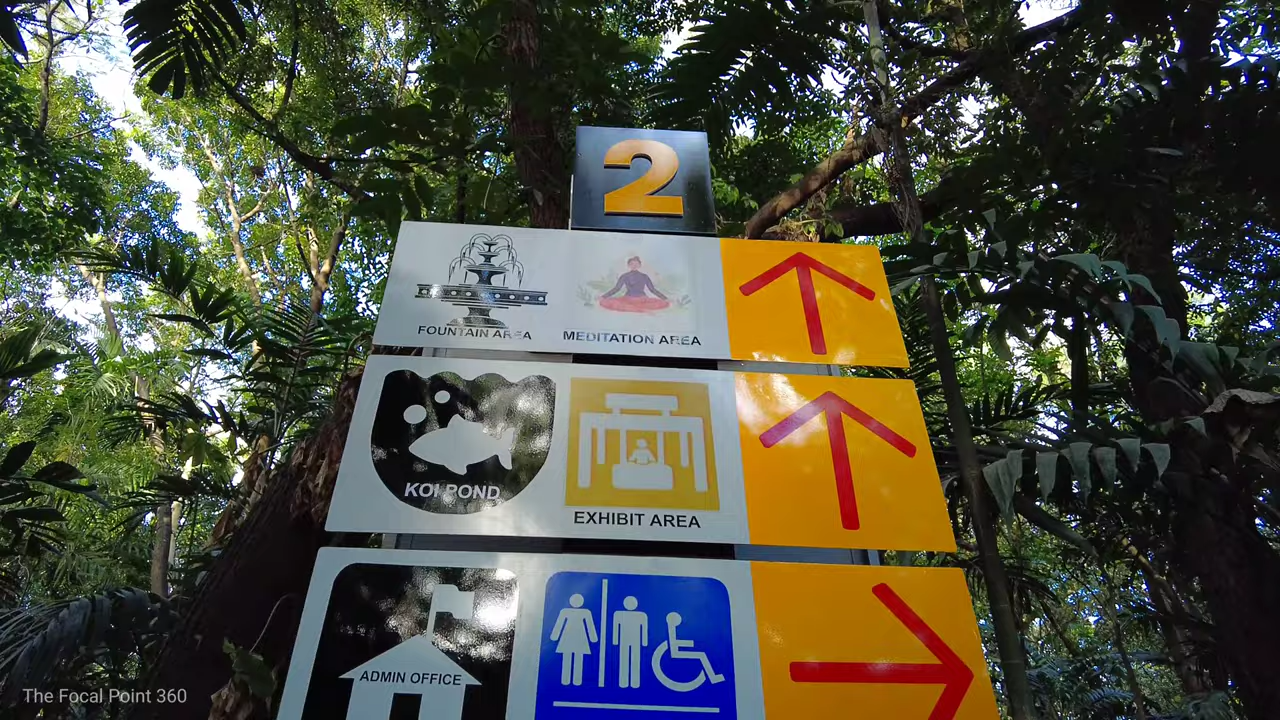 2
FOUNTAIN AREA
MEDITATION AREA
KOI POND
EXHIBIT AREA
ADMIN OFFICE
The Focal Point 360